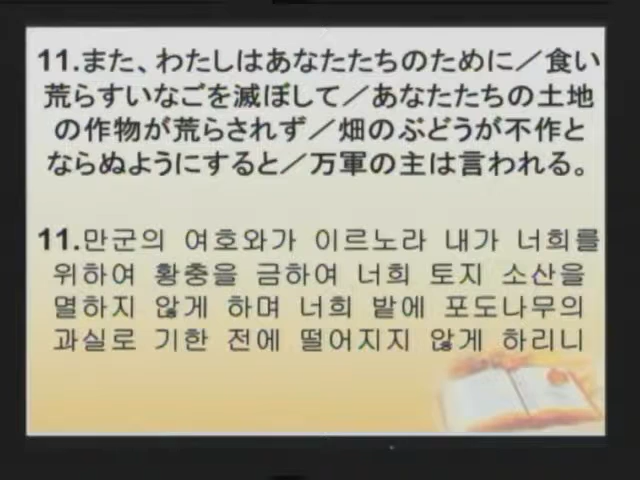 11.また、わたしはあなたたちのために／食い
荒らすいなごを滅ぼして／あなたたちの土地
の作物が荒らされず／畑のぶどうが不作と
ならぬようにすると／万軍の主は言われる。
11.만군의 여호와가 이르노라 내가 너희를
위하여 황충을 금하여 너희 토지 소산을
멸하지 않게 하며 너희 밭에 포도나무의
과실로 기한 전에 떨어지지 않게 하리니